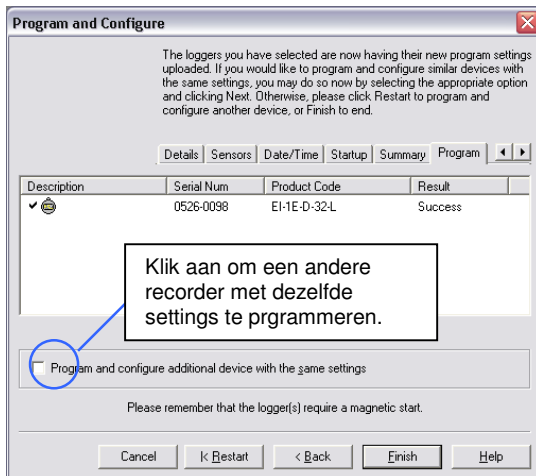 Program and Configure
The loggers you have selected are now having their new program settings
uploaded. If you would like to program and configure similar devices with
the same settings, you may do so now by selecting the appropriate option
and clicking Next. Otherwise, please click Restart to program and
configure another device, or Finish to end.
Details Sensors Date/Time Startup Summary Program
Description Serial Num Product Code Result
0526-0098 EI-1E-D-32-L Success
Klik aan om een andere
recorder met dezelfde
settings te prgrammeren.
Program and configure additional device with the same settings
Please remember that the logger(s) require a magnetic start.
Cancel |< Restart < Back Finish Help